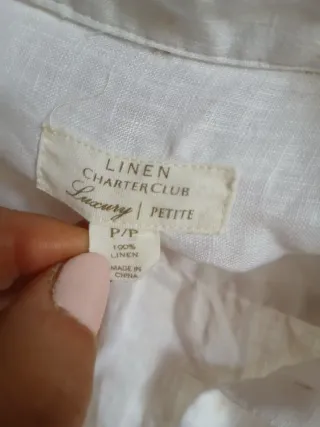 LINEN
CHARTER CLUB
Luxury | PETITE
P/P
100%
LINEN
MADE IN
CHINA